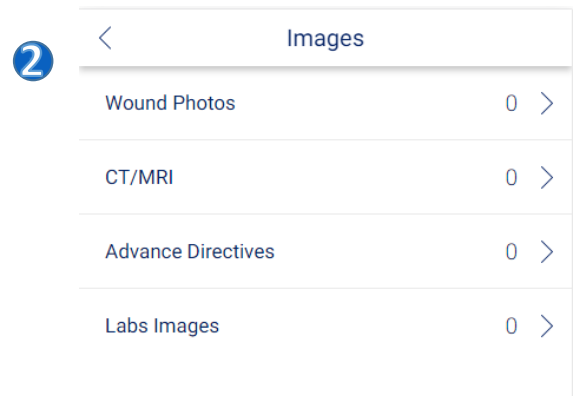 2
Images
Wound Photos 0
CT/MRI 0
Advance Directives 0
Labs Images 0